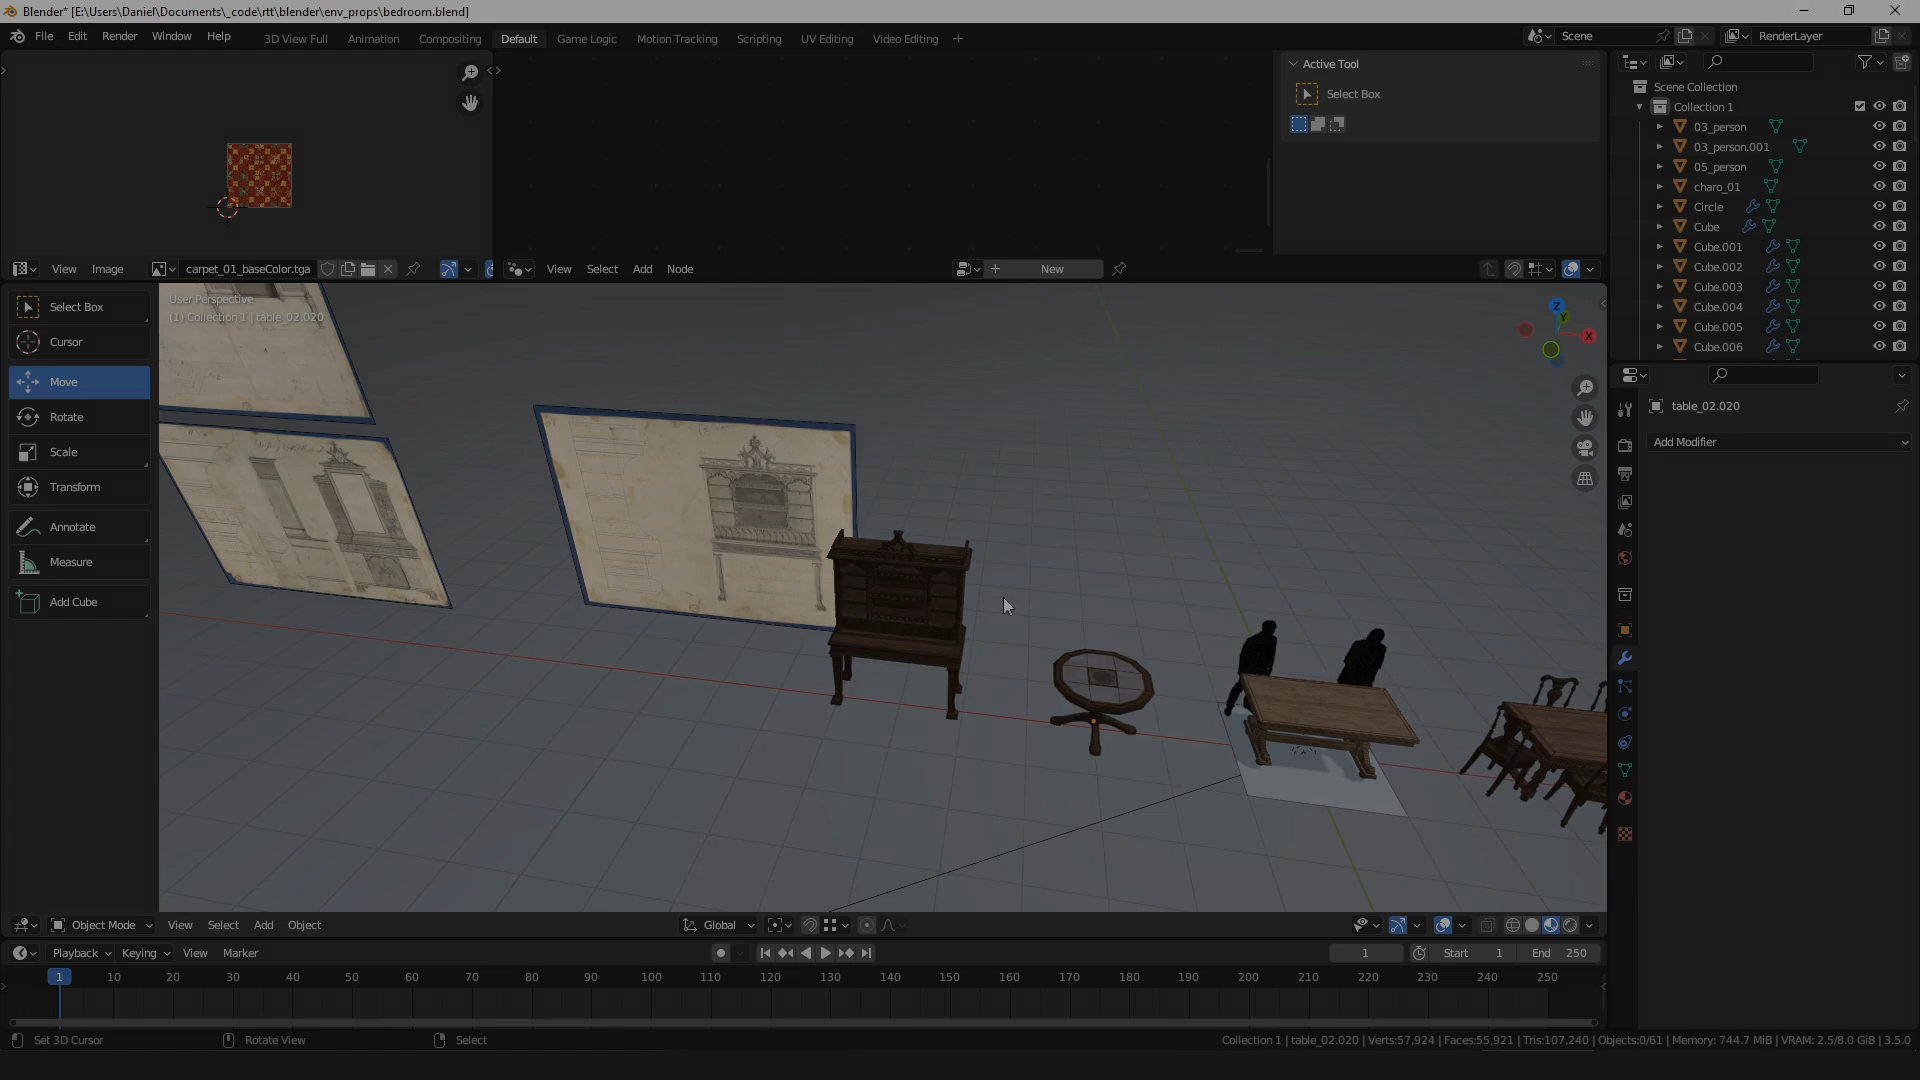 Blender* [E:\Users\Daniel\Documents\_code\rtt\blender\env_props\bedroom.blend]
File Edit Render Window Help
3D View Full Animation Compositing Default Game Logic Motion Tracking Scripting UV Editing Video Editing +
Scene RenderLayer
Active Tool
Select Box
Scene Collection
Collection 1
03_person
03_person.001
05_person
charo_01
Circle
Cube
Cube.001
Cube.002
Cube.003
Cube.004
Cube.005
Cube.006
View Image carpet_01_baseColor.tga
View Select Add Node New
Select Box
Cursor
Move
Rotate
Scale
Transform
Annotate
Measure
Add Cube
User Perspective
(1) Collection 1 | table_02.020
Z
Y
X
table_02.020
Add Modifier
Object Mode View Select Add Object Global
Playback Keying View Marker 1 Start 1 End 250
1 10 20 30 40 50 60 70 80 90 100 110 120 130 140 150 160 170 180 190 200 210 220 230 240 250
Set 3D Cursor Rotate View Select Collection 1 | table_02.020 | Verts:57,924 | Faces:55,921 | Tris:107,240 | Objects:0/61 | Memory: 744.7 MiB | VRAM: 2.5/8.0 GiB | 3.5.0